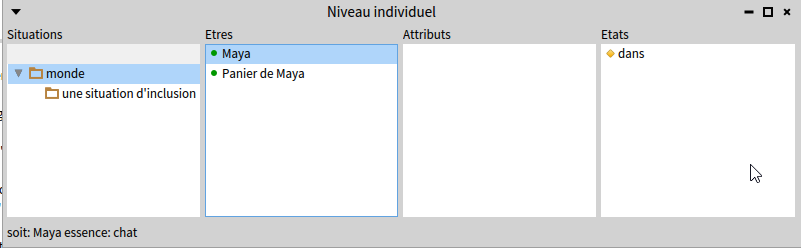 Niveau individuel
Situations
Etres
Attributs
Etats
monde
une situation d'inclusion
Maya
Panier de Maya
dans
soit: Maya essence: chat